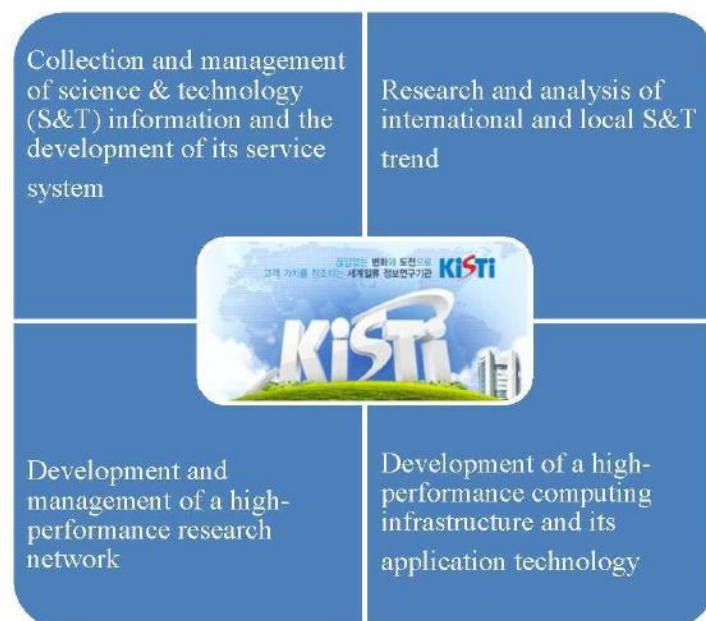 Collection and management
of science & technology
(S&T) information and the
development of its service
system
Research and analysis of
international and local S&T
trend
끊임없는 변화와 도전으로
고객 가치를 창조하는 세계일류 정보연구기관 KiSTi
KiSTi
Development and
management of a high-
performance research
network
Development of a high-
performance computing
infrastructure and its
application technology